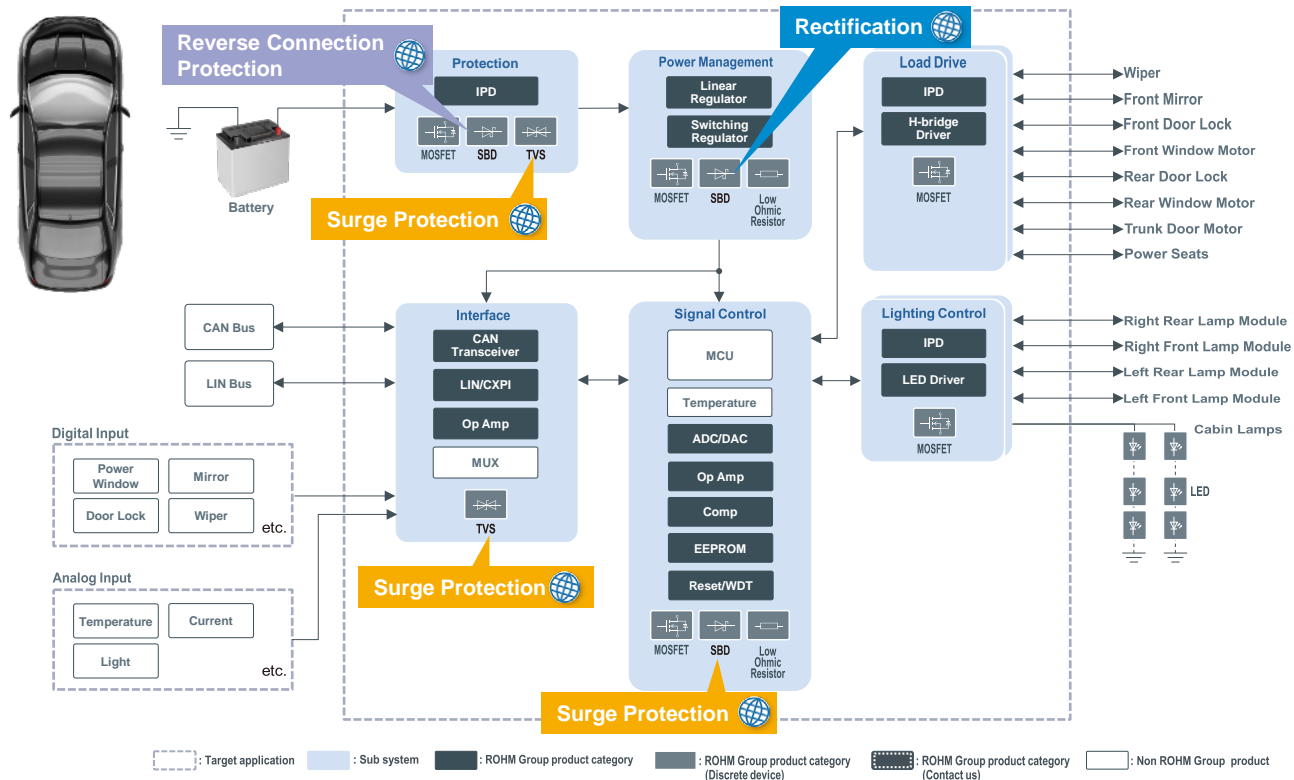 Reverse Connection
Protection
Rectification
Protection
IPD
MOSFET
SBD
TVS
Surge Protection
Battery
Power Management
Linear
Regulator
Switching
Regulator
MOSFET
SBD
Low
Ohmic
Resistor
Load Drive
IPD
H-bridge
Driver
MOSFET
Wiper
Front Mirror
Front Door Lock
Front Window Motor
Rear Door Lock
Rear Window Motor
Trunk Door Motor
Power Seats
CAN Bus
LIN Bus
Interface
CAN
Transceiver
LIN/CXPI
Op Amp
MUX
TVS
Surge Protection
Signal Control
MCU
Temperature
ADC/DAC
Op Amp
Comp
EEPROM
Reset/WDT
MOSFET
SBD
Low
Ohmic
Resistor
Surge Protection
Lighting Control
IPD
LED Driver
MOSFET
Right Rear Lamp Module
Right Front Lamp Module
Left Rear Lamp Module
Left Front Lamp Module
Cabin Lamps
LED
Digital Input
Power
Window
Mirror
Door Lock
Wiper
etc.
Analog Input
Temperature
Current
Light
etc.
: Target application
: Sub system
: ROHM Group product category
: ROHM Group product category
(Discrete device)
: ROHM Group product category
(Contact us)
: Non ROHM Group product